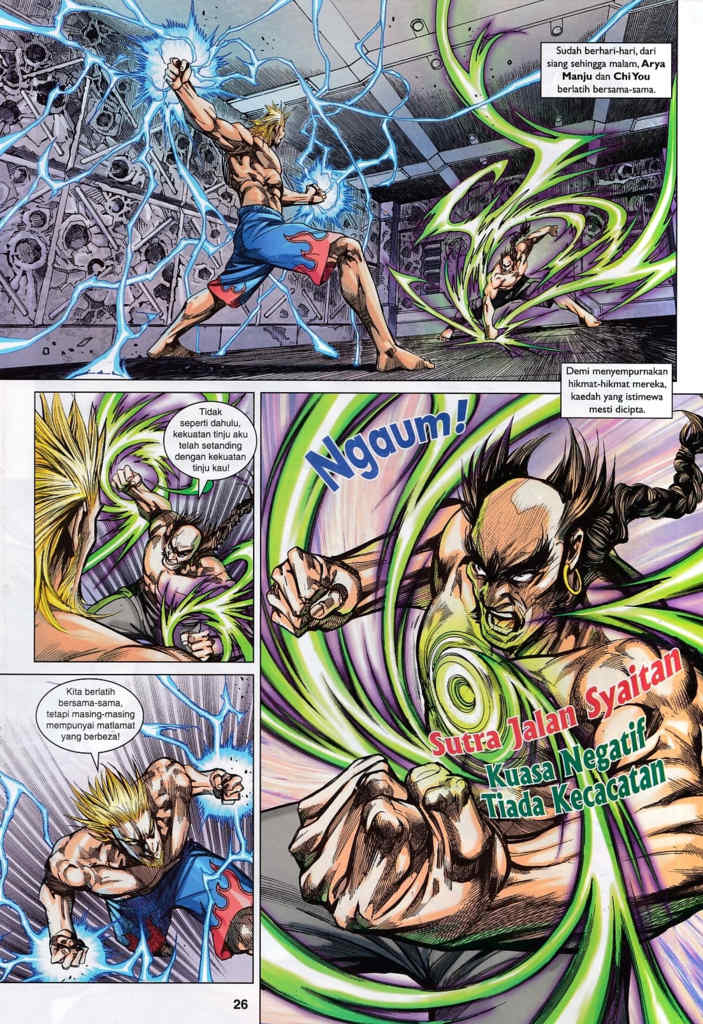 Sudah berhari-hari, dari
siang sehingga malam, Arya
Manju dan Chi You
berlatih bersama-sama.
Demi menyempurnakan
hikmat-hikmat mereka,
kaedah yang istimewa
mesti dicipta.
Tidak
seperti dahulu,
kekuatan tinju aku
telah setanding
dengan kekuatan
tinju kau!
Ngaum!
Kita berlatih
bersama-sama,
tetapi masing-masing
mempunyai matlamat
yang berbeza!
Sutra Jalan Syaitan
Kuasa Negatif
Tiada Kecacatan
26